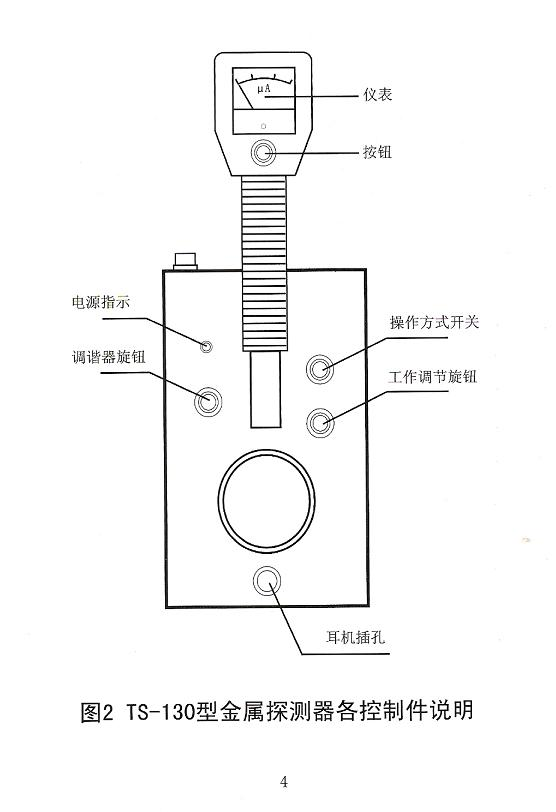 μA
仪表
按钮
电源指示
操作方式开关
调谐器旋钮
工作调节旋钮
耳机插孔
图2 TS-130型金属探测器各控制件说明
4